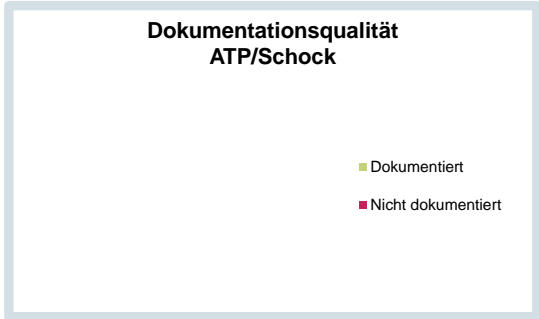 Dokumentationsqualität
ATP/Schock
Dokumentiert
Nicht dokumentiert